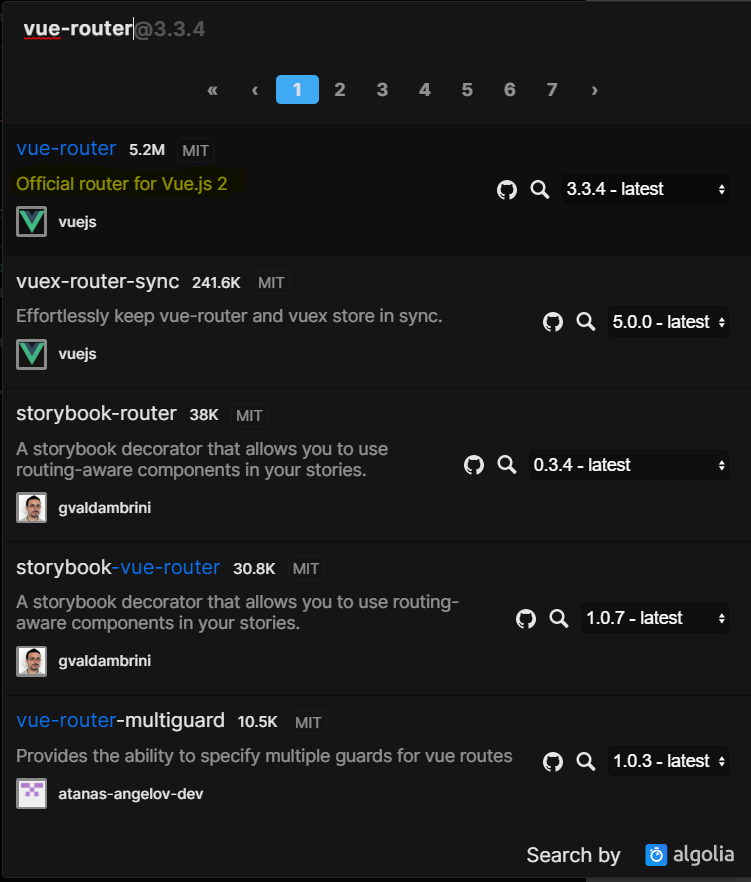 vue-router@3.3.4
« ‹ 1 2 3 4 5 6 7 ›
vue-router 5.2M MIT
Official router for Vue.js 2
3.3.4 - latest
vuejs
vuex-router-sync 241.6K MIT
Effortlessly keep vue-router and vuex store in sync.
5.0.0 - latest
vuejs
storybook-router 38K MIT
A storybook decorator that allows you to use
routing-aware components in your stories.
0.3.4 - latest
gvaldambrini
storybook-vue-router 30.8K MIT
A storybook decorator that allows you to use routing-
aware components in your stories.
1.0.7 - latest
gvaldambrini
vue-router-multiguard 10.5K MIT
Provides the ability to specify multiple guards for vue routes
1.0.3 - latest
atanas-angelov-dev
Search by algolia